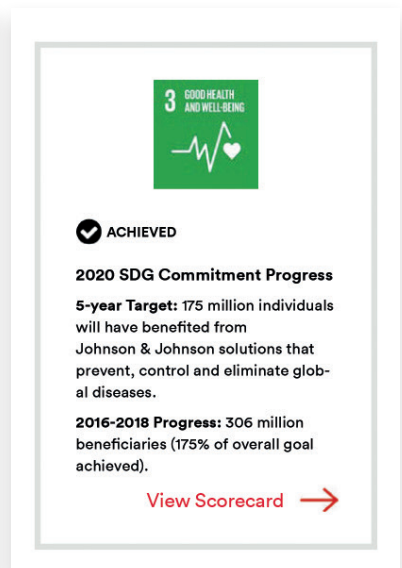 3 GOOD HEALTH
AND WELL-BEING
ACHIEVED
2020 SDG Commitment Progress
5-year Target: 175 million individuals
will have benefited from
Johnson & Johnson solutions that
prevent, control and eliminate glob-
al diseases.
2016-2018 Progress: 306 million
beneficiaries (175% of overall goal
achieved).
View Scorecard